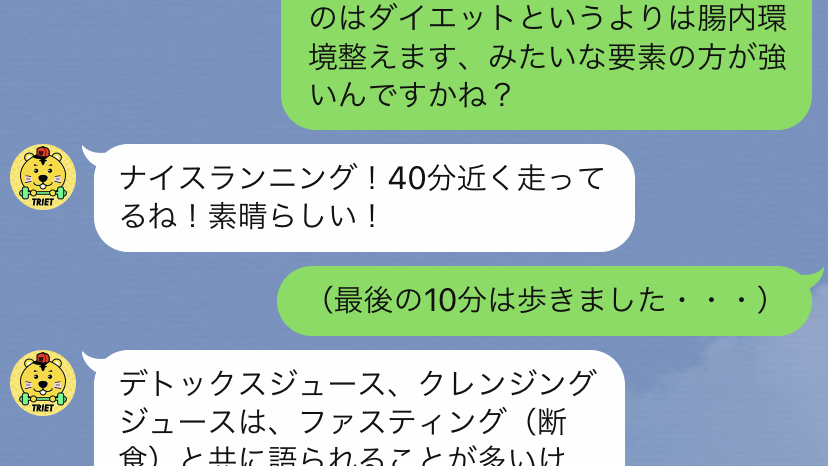 のはダイエットというよりは腸内環
境整えます、みたいな要素の方が強
いんですかね？
TRIET
ナイスランニング！40分近く走って
るね！素晴らしい！
（最後の10分は歩きました・・・）
TRIET
デトックスジュース、クレンジング
ジュースは、ファスティング（断
食）と共に語られることが多いけ